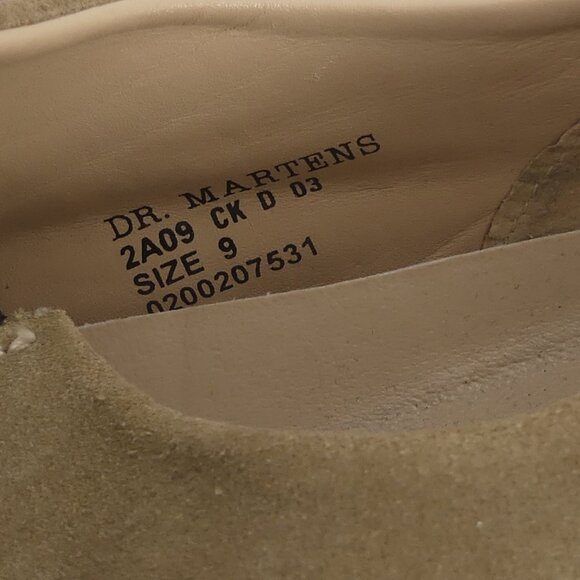 DR. MARTENS
2A09 CK D 03
SIZE 9
0200207531